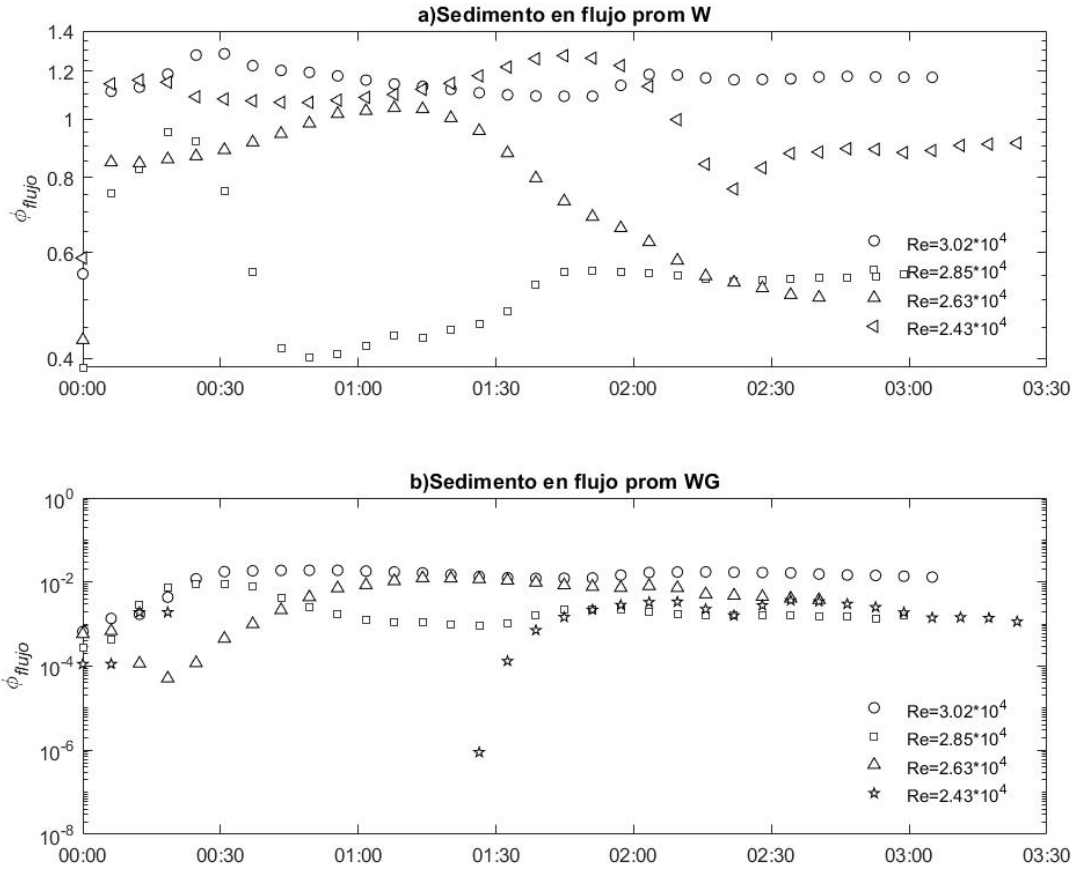 a)Sedimento en flujo prom W
1.4
1.2
1
0.8
0.6
0.4
ϕflujo
Re=3.02*10^4
Re=2.85*10^4
Re=2.63*10^4
Re=2.43*10^4
00:00 00:30 01:00 01:30 02:00 02:30 03:00 03:30
b)Sedimento en flujo prom WG
10^0
10^-2
10^-4
10^-6
10^-8
ϕflujo
Re=3.02*10^4
Re=2.85*10^4
Re=2.63*10^4
Re=2.43*10^4
00:00 00:30 01:00 01:30 02:00 02:30 03:00 03:30